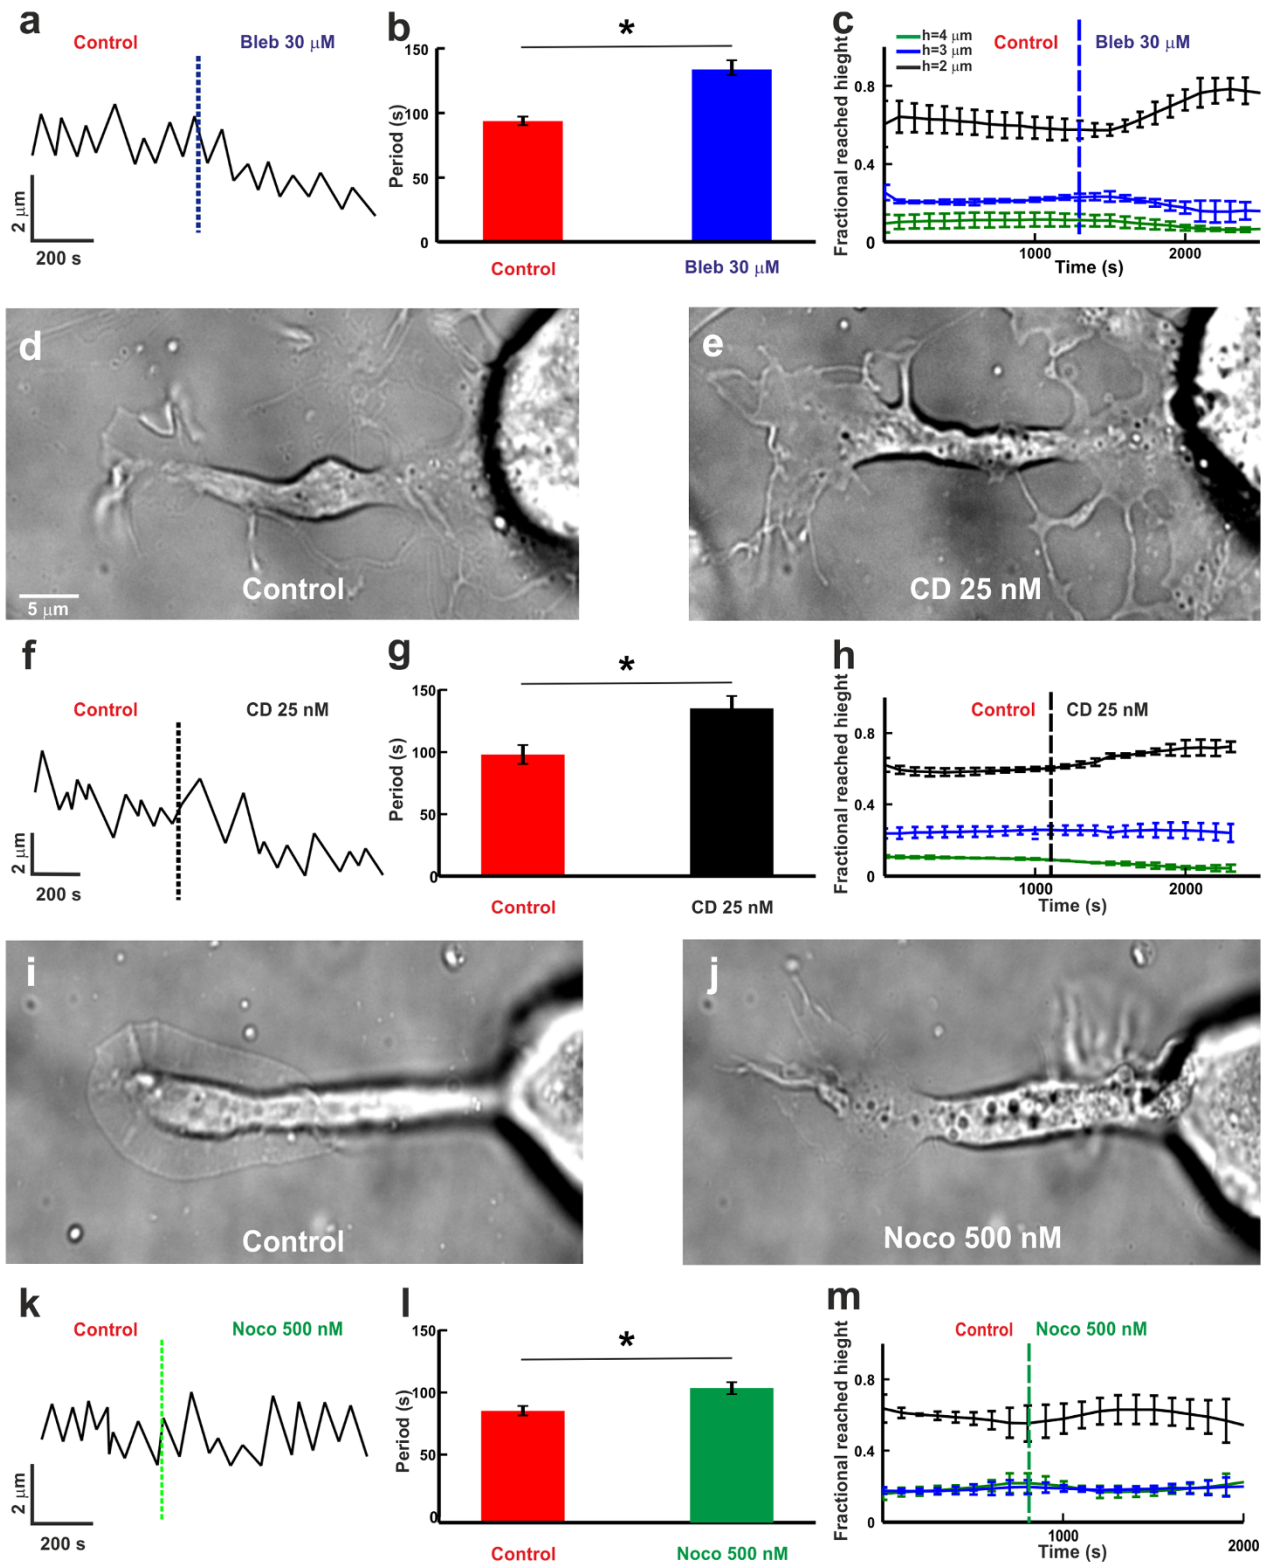 a
Control
Bleb 30 μM
2 μm
200 s
b
*
Period (s)
150
100
50
0
Control
Bleb 30 μM
c
h=4 μm
h=3 μm
h=2 μm
Control
Bleb 30 μM
Fractional reached hieght
0.8
0.4
0
1000
2000
Time (s)
d
5 μm
Control
e
CD 25 nM
f
Control
CD 25 nM
2 μm
200 s
g
*
Period (s)
150
100
50
0
Control
CD 25 nM
h
Control
CD 25 nM
Fractional reached hieght
0.8
0.4
0
1000
2000
Time (s)
i
Control
j
Noco 500 nM
k
Control
Noco 500 nM
2 μm
200 s
l
*
Period (s)
150
100
50
0
Control
Noco 500 nM
m
Control
Noco 500 nM
Fractional reached hieght
0.8
0.4
0
1000
2000
Time (s)